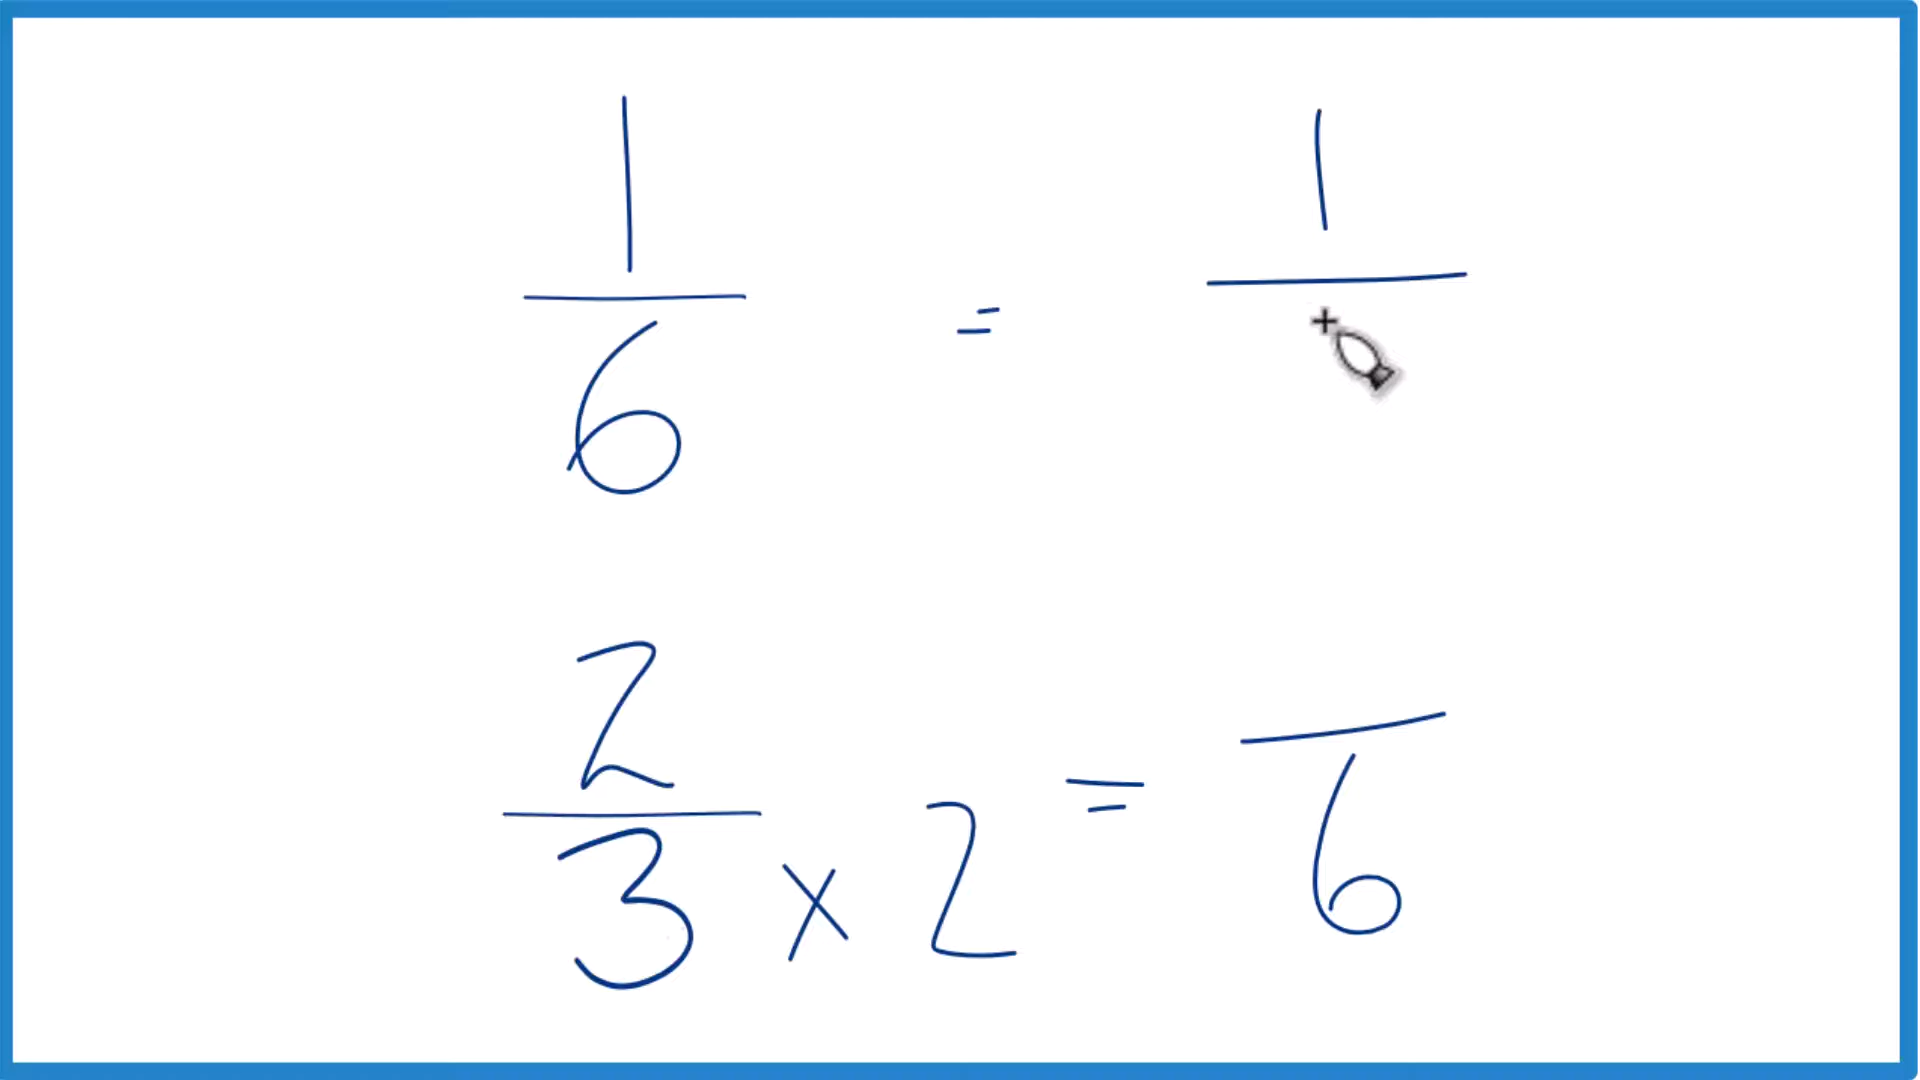 1/6 = 1/
2/3 x 2 = /6